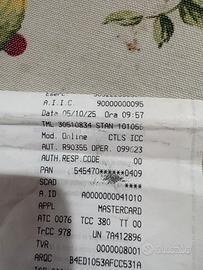 A.I.I.C. 90000000095
Data 05/10/25 Ora 09:57
TML 30510834 STAN 101056
Mod. Online CTLS ICC
AUT. R90355 OPER. 099623
AUTH.RESP.CODE 00
PAN 545470******0409
SCAD ****
A.ID A0000000041010
APPL MASTERCARD
ATC 0076 TCC 380 TT 00
TrCC 978 UN 7A412896
TVR 0000008001
ARQC B4ED1053AFCC531A